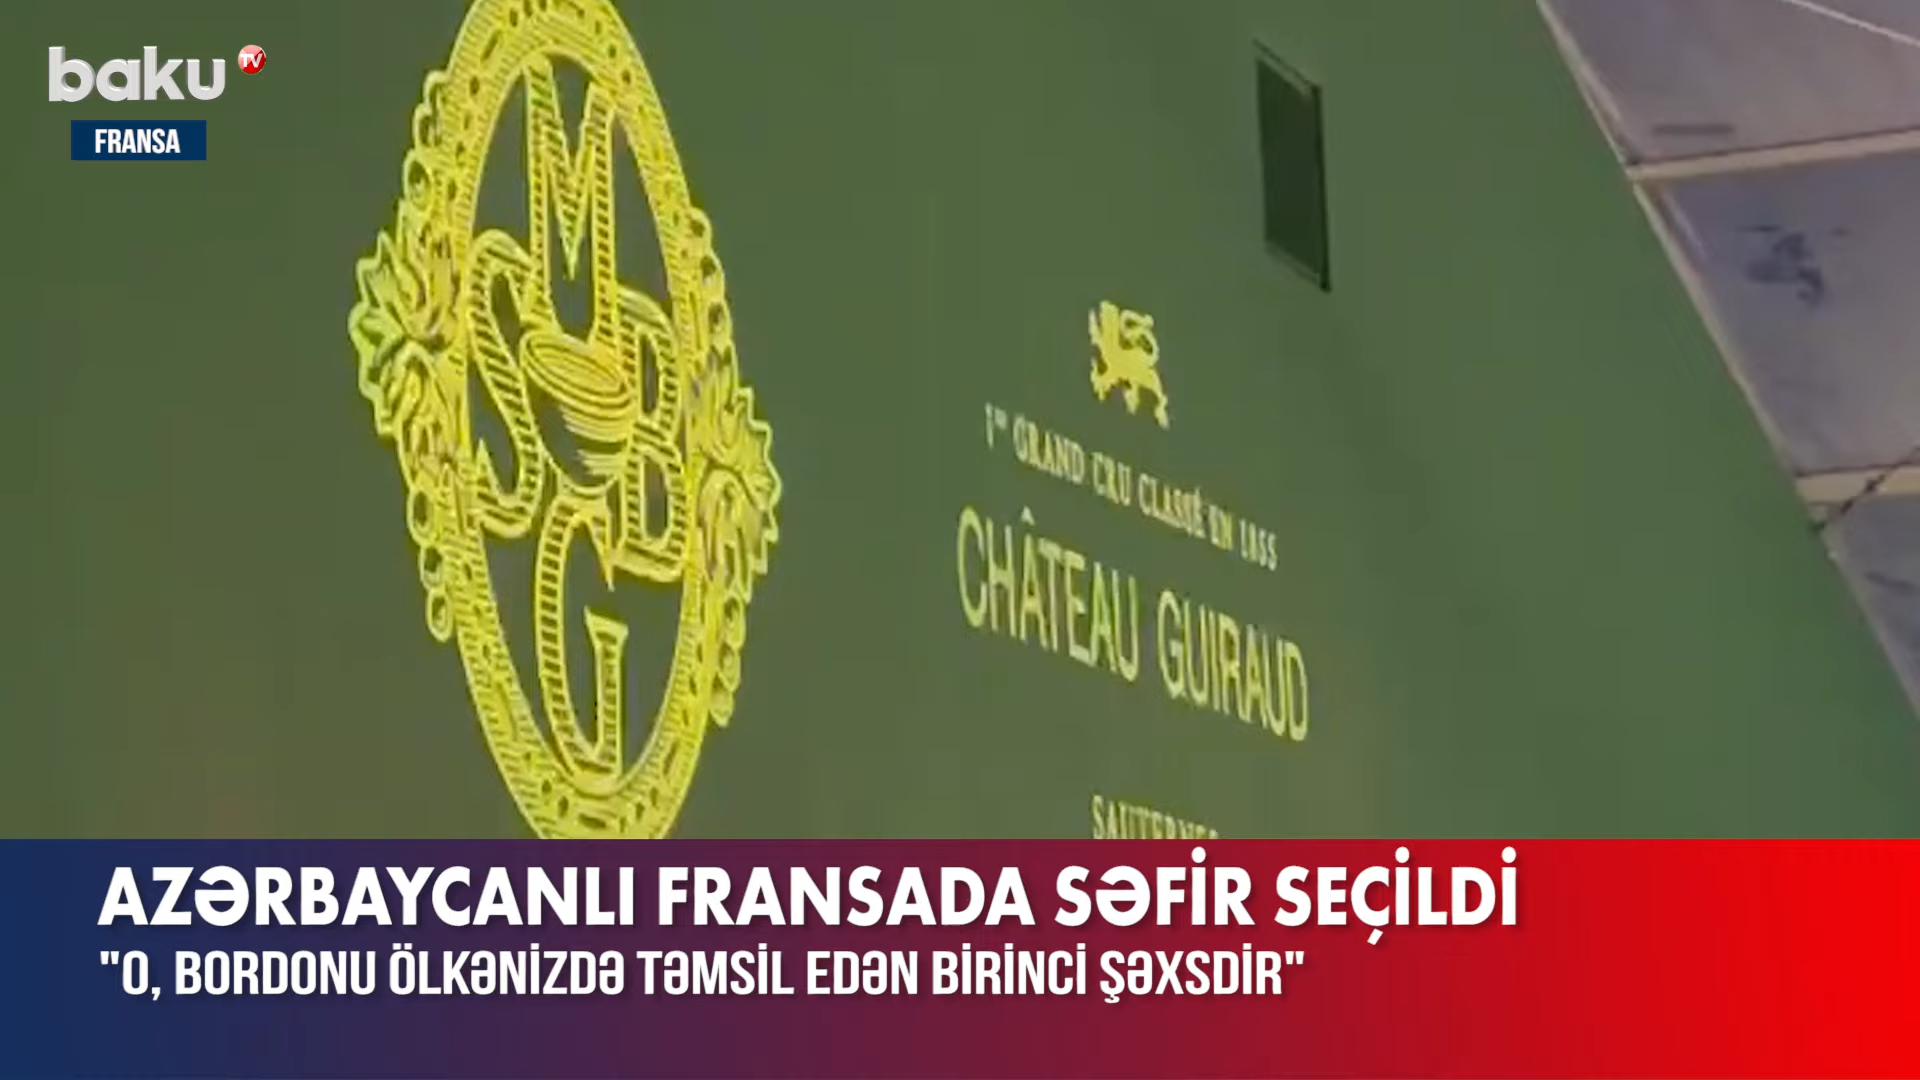 baku TV
FRANSA
M
S B
B
G
1er GRAND CRU CLASSÉ EN 1855
CHÂTEAU GUIRAUD
SAUTERNES
AZƏRBAYCANLI FRANSADA SƏFİR SEÇİLDİ
"O, BORDONU ÖLKƏNİZDƏ TƏMSİL EDƏN BİRİNCİ ŞƏXSDİR"